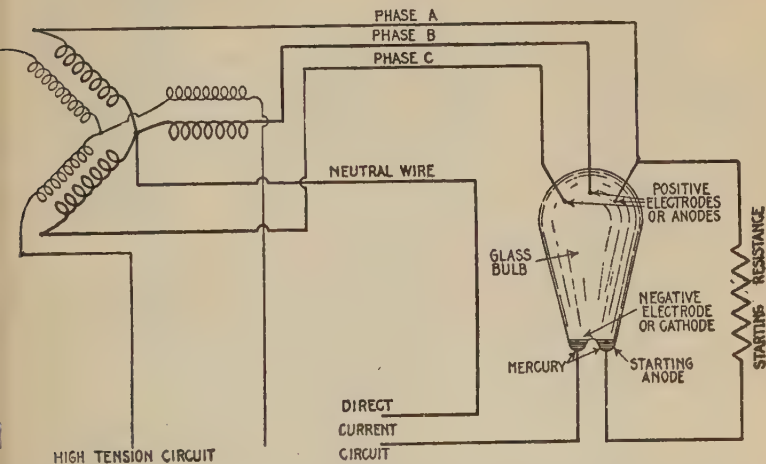 PHASE A
PHASE B
PHASE C
NEUTRAL WIRE
POSITIVE
ELECTRODES
OR ANODES
GLASS
BULB
NEGATIVE
ELECTRODE
OR CATHODE
MERCURY
STARTING
ANODE
STARTING RESISTANCE
DIRECT
CURRENT
CIRCUIT
HIGH TENSION CIRCUIT